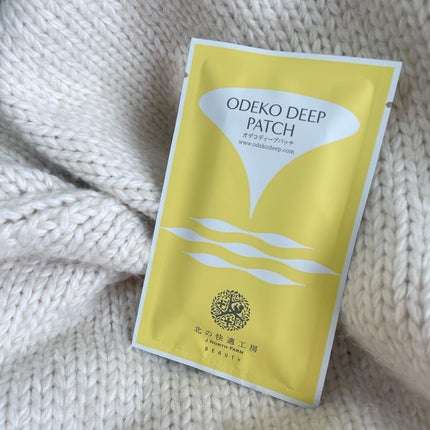 ODEKO DEEP
PATCH
オデコディープパッチ
www.odekodeep.com
北の快適工房
J NORTH FARM
BEAUTY